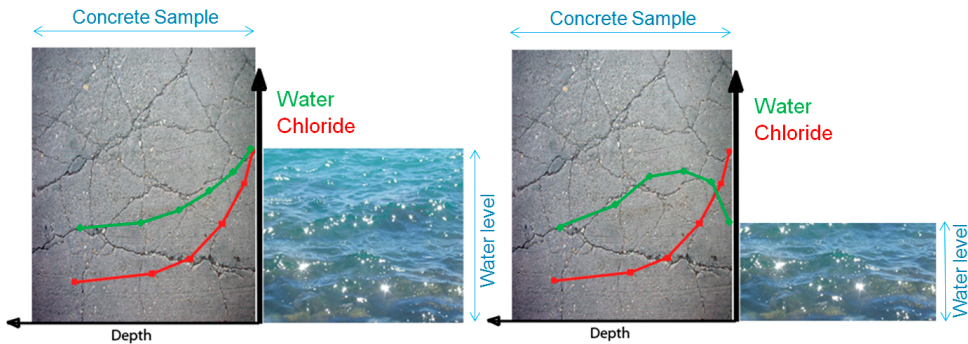 Concrete Sample
Water
Chloride
Water level
Depth
Concrete Sample
Water
Chloride
Water level
Depth